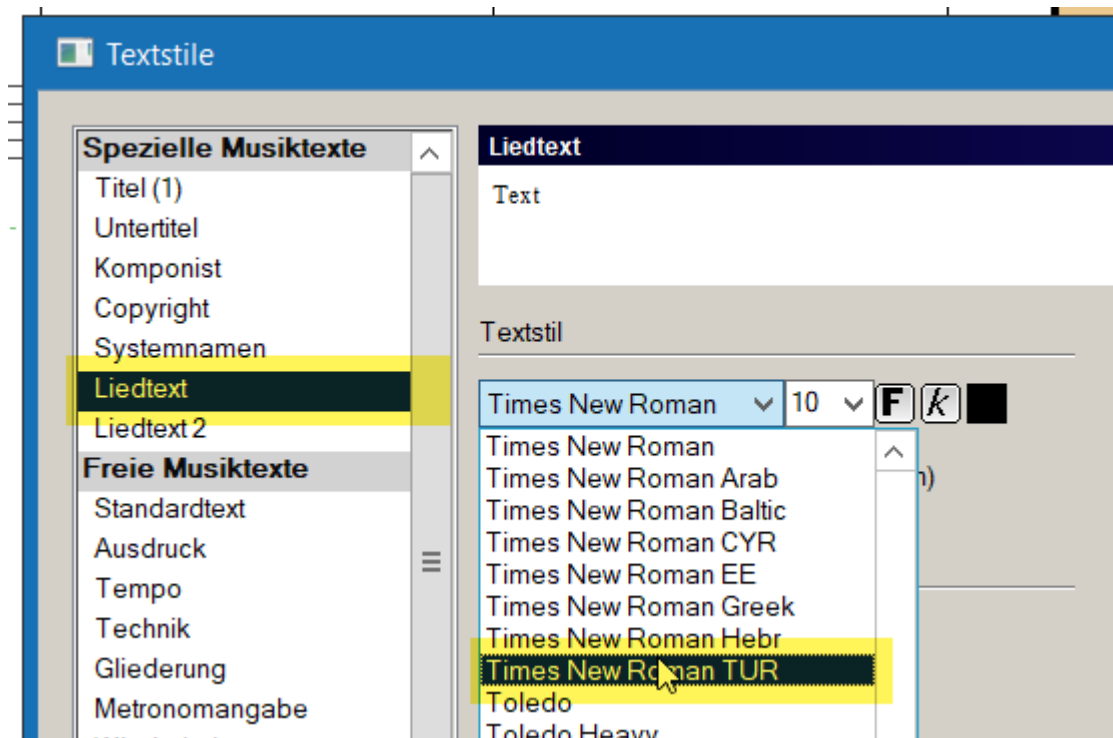 Textstile
Spezielle Musiktexte
Titel (1)
Untertitel
Komponist
Copyright
Systemnamen
Liedtext
Liedtext 2
Freie Musiktexte
Standardtext
Ausdruck
Tempo
Technik
Gliederung
Metronomangabe
Liedtext
Text
Textstil
Times New Roman 10 F k
Times New Roman
Times New Roman Arab
Times New Roman Baltic
Times New Roman CYR
Times New Roman EE
Times New Roman Greek
Times New Roman Hebr
Times New Roman TUR
Toledo
Toledo Heavy